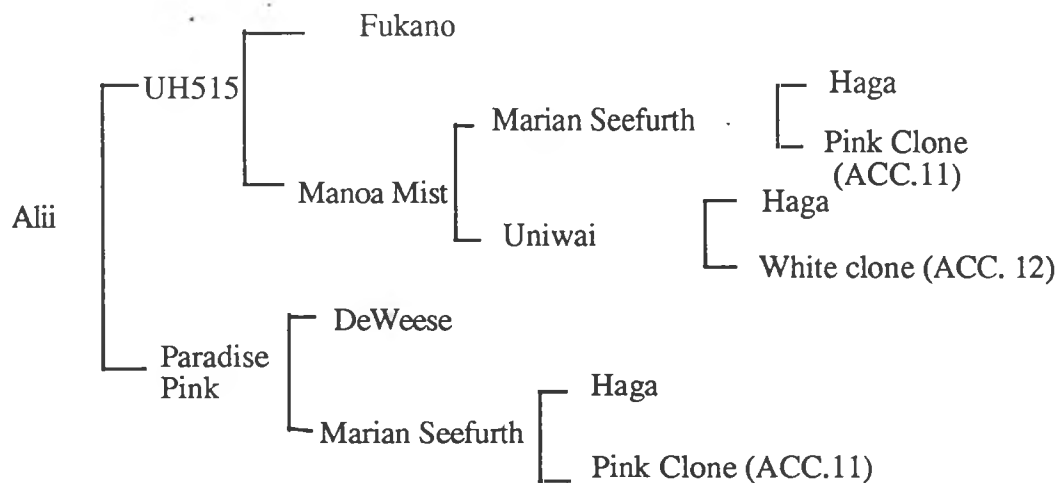 Fukano
UH515
Haga
Marian Seefurth
Pink Clone
(ACC.11)
Manoa Mist
Haga
Alii
Uniwai
White clone (ACC. 12)
DeWeese
Paradise
Pink
Haga
Marian Seefurth
Pink Clone (ACC.11)